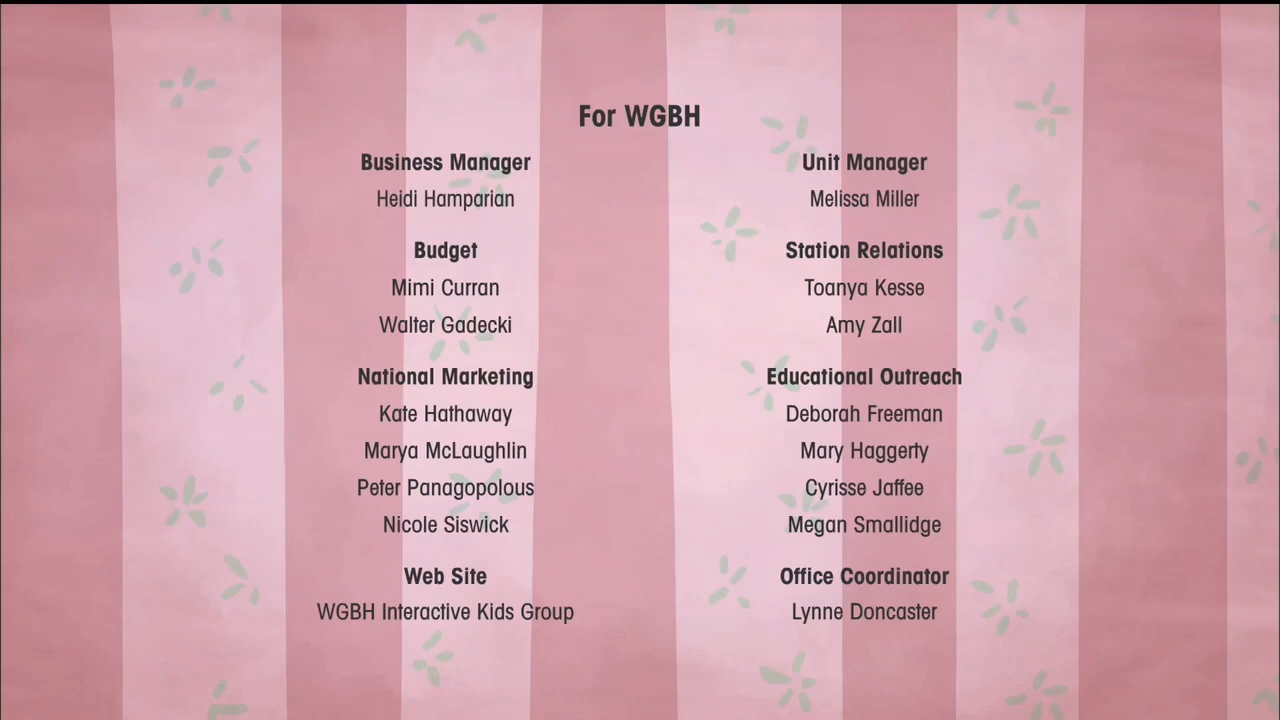 For WGBH
Business Manager
Heidi Hamparian
Budget
Mimi Curran
Walter Gadecki
National Marketing
Kate Hathaway
Marya McLaughlin
Peter Panagopolous
Nicole Siswick
Web Site
WGBH Interactive Kids Group
Unit Manager
Melissa Miller
Station Relations
Toanya Kesse
Amy Zall
Educational Outreach
Deborah Freeman
Mary Haggerty
Cyrisse Jaffee
Megan Smallidge
Office Coordinator
Lynne Doncaster